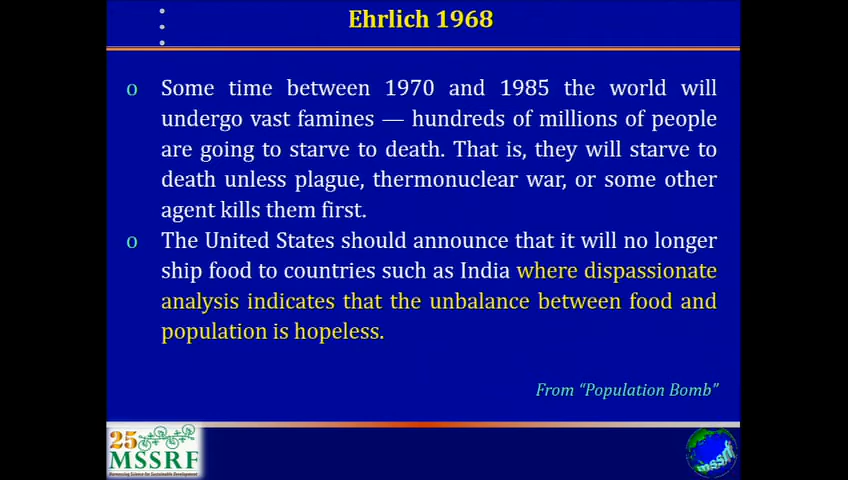 Ehrlich 1968
o Some time between 1970 and 1985 the world will
undergo vast famines — hundreds of millions of people
are going to starve to death. That is, they will starve to
death unless plague, thermonuclear war, or some other
agent kills them first.
o The United States should announce that it will no longer
ship food to countries such as India where dispassionate
analysis indicates that the unbalance between food and
population is hopeless.
From “Population Bomb”
25
MSSRF
mssrf